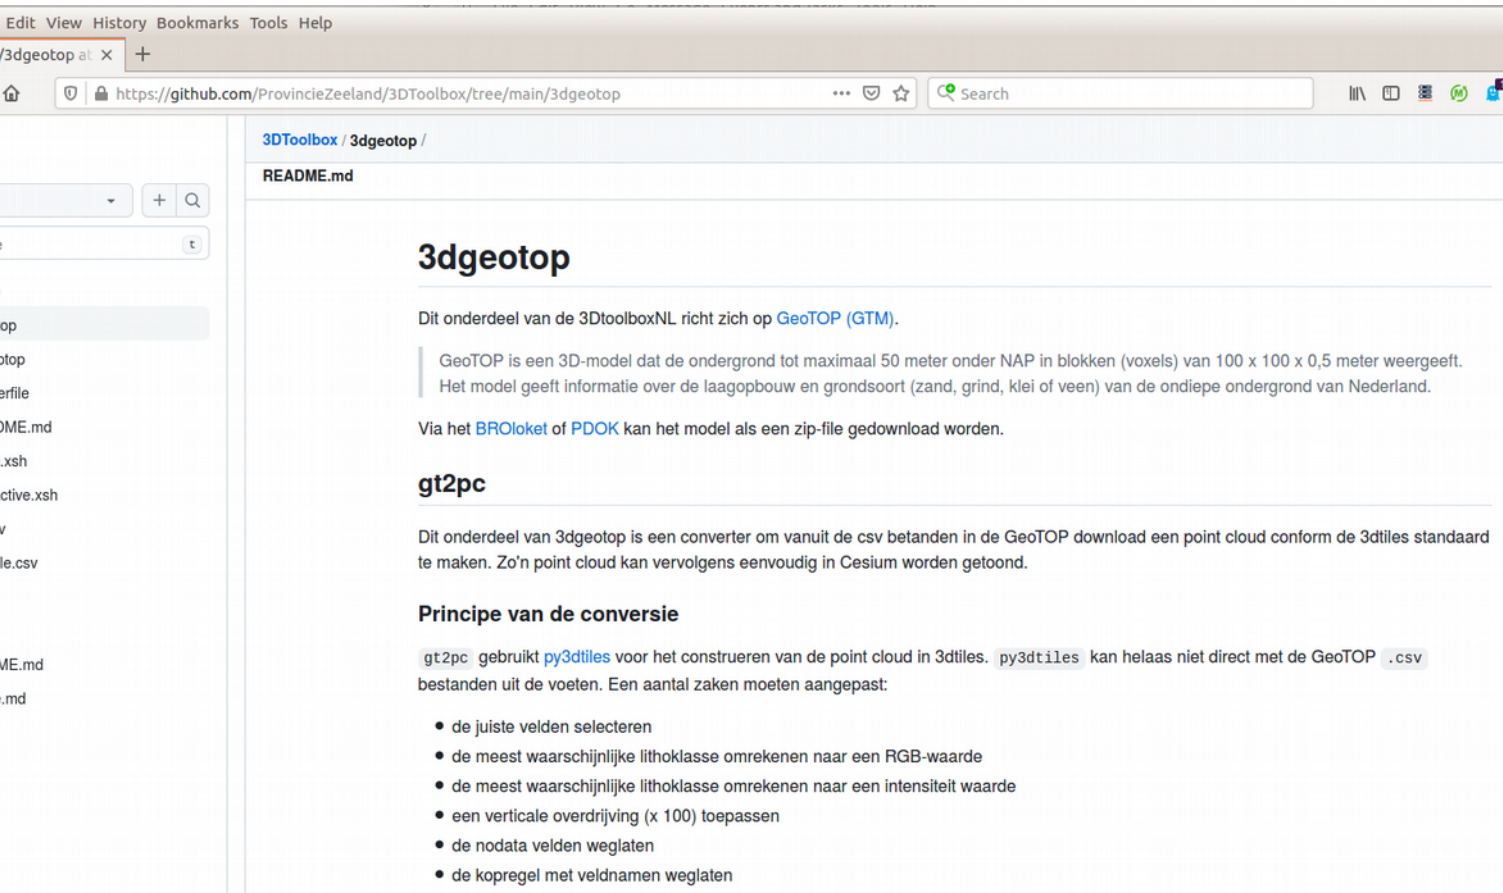 Edit View History Bookmarks Tools Help
/3dgeotop at
https://github.com/ProvincieZeeland/3DToolbox/tree/main/3dgeotop
Search
3DToolbox / 3dgeotop /
README.md
t
op
otop
erfile
OME.md
.xsh
ctive.xsh
v
le.csv
ME.md
.md
3dgeotop
Dit onderdeel van de 3DtoolboxNL richt zich op GeoTOP (GTM).
GeoTOP is een 3D-model dat de ondergrond tot maximaal 50 meter onder NAP in blokken (voxels) van 100 x 100 x 0,5 meter weergeeft.
Het model geeft informatie over de laagopbouw en grondsoort (zand, grind, klei of veen) van de ondiepe ondergrond van Nederland.
Via het BROloket of PDOK kan het model als een zip-file gedownload worden.
gt2pc
Dit onderdeel van 3dgeotop is een converter om vanuit de csv betanden in de GeoTOP download een point cloud conform de 3dtiles standaard
te maken. Zo'n point cloud kan vervolgens eenvoudig in Cesium worden getoond.
Principe van de conversie
gt2pc gebruikt py3dtiles voor het construeren van de point cloud in 3dtiles. py3dtiles kan helaas niet direct met de GeoTOP .csv
bestanden uit de voeten. Een aantal zaken moeten aangepast:
• de juiste velden selecteren
• de meest waarschijnlijke lithoklasse omrekenen naar een RGB-waarde
• de meest waarschijnlijke lithoklasse omrekenen naar een intensiteit waarde
• een verticale overdrijving (x 100) toepassen
• de nodata velden weglaten
• de kopregel met veldnamen weglaten